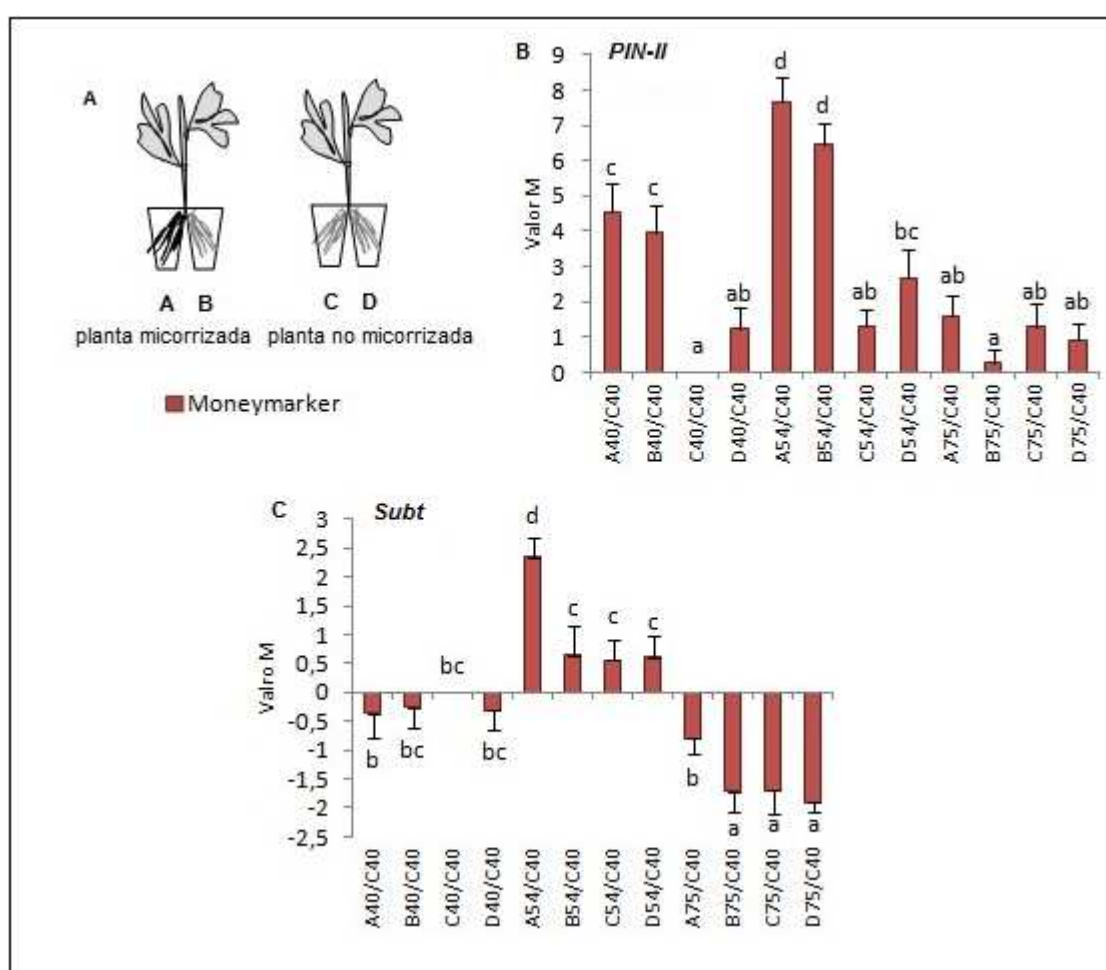 A
A B
C D
planta micorrizada
planta no micorrizada
Moneymarker
B
PIN-II
Valor M
9
8
7
6
5
4
3
2
1
0
c
c
a
ab
d
d
ab
bc
ab
a
ab
ab
A40/C40
B40/C40
C40/C40
D40/C40
A54/C40
B54/C40
C54/C40
D54/C40
A75/C40
B75/C40
C75/C40
D75/C40
C
Subt
Valro M
3
2,5
2
1,5
1
0,5
0
-0,5
-1
-1,5
-2
-2,5
b
bc
bc
bc
d
c
c
c
b
a
a
a
A40/C40
B40/C40
C40/C40
D40/C40
A54/C40
B54/C40
C54/C40
D54/C40
A75/C40
B75/C40
C75/C40
D75/C40